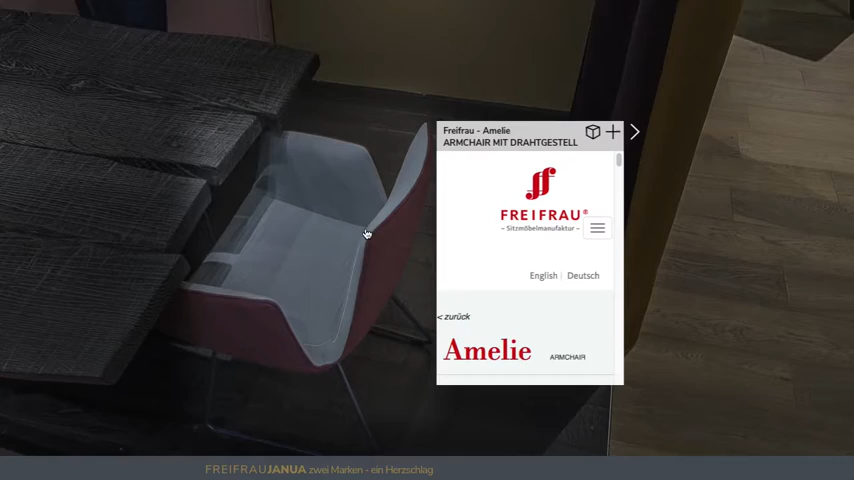 Freifrau - Amelie
ARMCHAIR MIT DRAHTGESTELL
FREIFRAU®
– Sitzmöbelmanufaktur –
English | Deutsch
< zurück
Amelie ARMCHAIR
FREIFRAUJANUA zwei Marken - ein Herzschlag